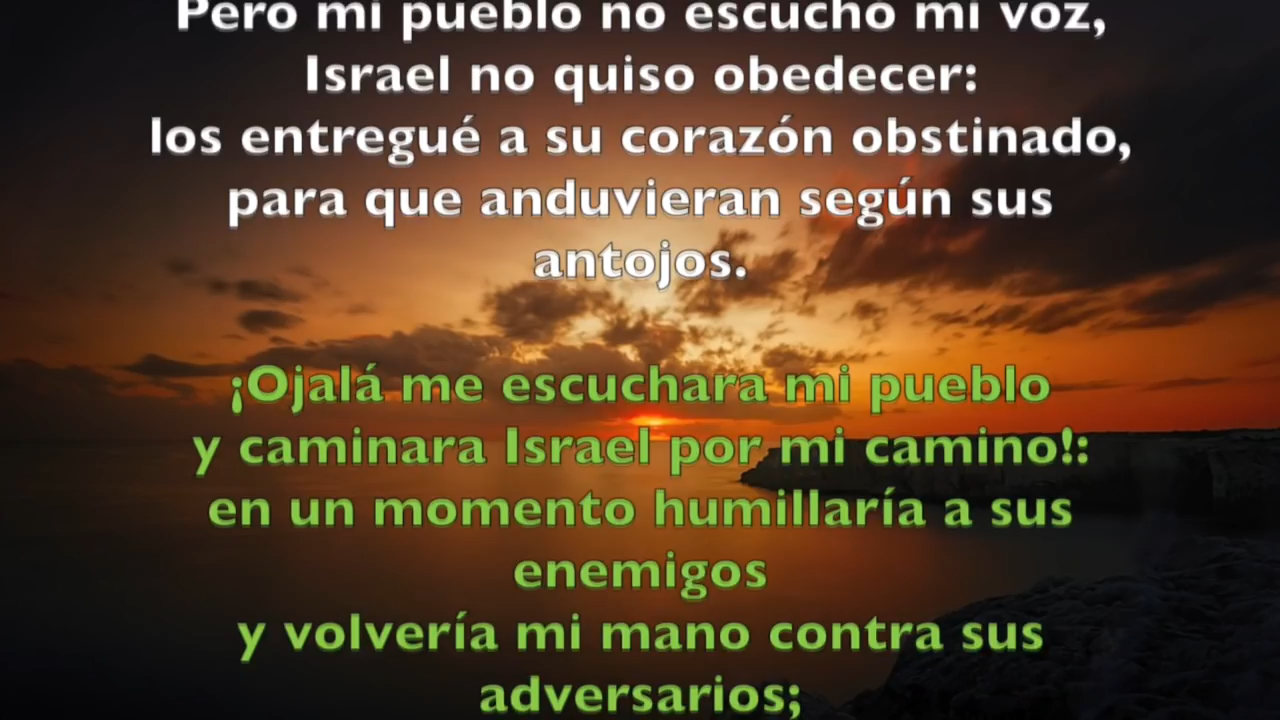 Pero mi pueblo no escuchó mi voz,
Israel no quiso obedecer:
los entregué a su corazón obstinado,
para que anduvieran según sus
antojos.
¡Ojalá me escuchara mi pueblo
y caminara Israel por mi camino!:
en un momento humillaría a sus
enemigos
y volvería mi mano contra sus
adversarios;